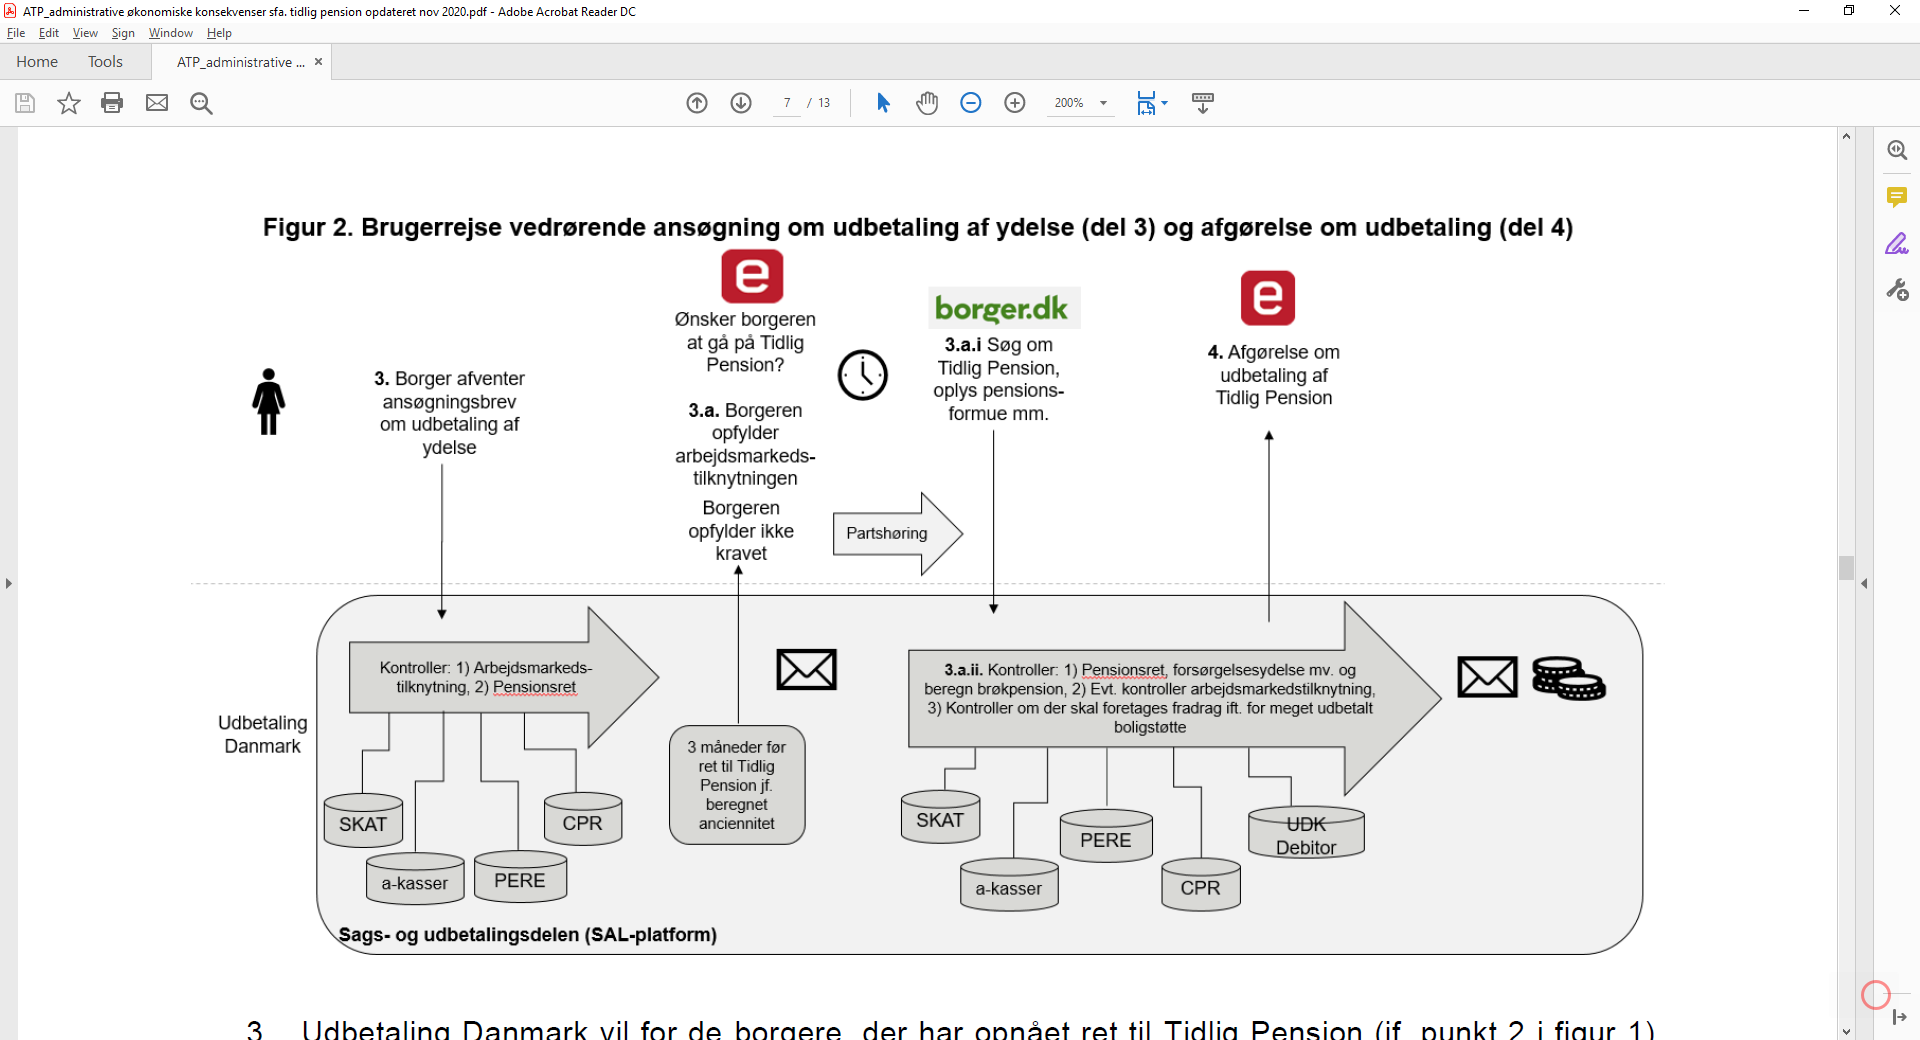 ATP_administrative økonomiske konsekvenser sfa. tidlig pension opdateret nov 2020.pdf - Adobe Acrobat Reader DC
File Edit View Sign Window Help
Home Tools ATP_administrative ... ×
7 / 13 200%
Figur 2. Brugerrejse vedrørende ansøgning om udbetaling af ydelse (del 3) og afgørelse om udbetaling (del 4)
3. Borger afventer
ansøgningsbrev
om udbetaling af
ydelse
e
Ønsker borgeren
at gå på Tidlig
Pension?
3.a. Borgeren
opfylder
arbejdsmarkeds-
tilknytningen
Borgeren
opfylder ikke
kravet
Partshøring
borger.dk
3.a.i Søg om
Tidlig Pension,
oplys pensions-
formue mm.
e
4. Afgørelse om
udbetaling af
Tidlig Pension
Udbetaling
Danmark
Kontroller: 1) Arbejdsmarkeds-
tilknytning, 2) Pensionsret
SKAT
a-kasser
PERE
CPR
3 måneder før
ret til Tidlig
Pension jf.
beregnet
anciennitet
3.a.ii. Kontroller: 1) Pensionsret, forsørgelsesydelse mv. og
beregn brøkpension, 2) Evt. kontroller arbejdsmarkedstilknytning,
3) Kontroller om der skal foretages fradrag ift. for meget udbetalt
boligstøtte
SKAT
a-kasser
PERE
CPR
UDK
Debitor
Sags- og udbetalingsdelen (SAL-platform)
3 Udbetaling Danmark vil for de borgere, der har opnået ret til Tidlig Pension (jf. punkt 2 i figur 1)